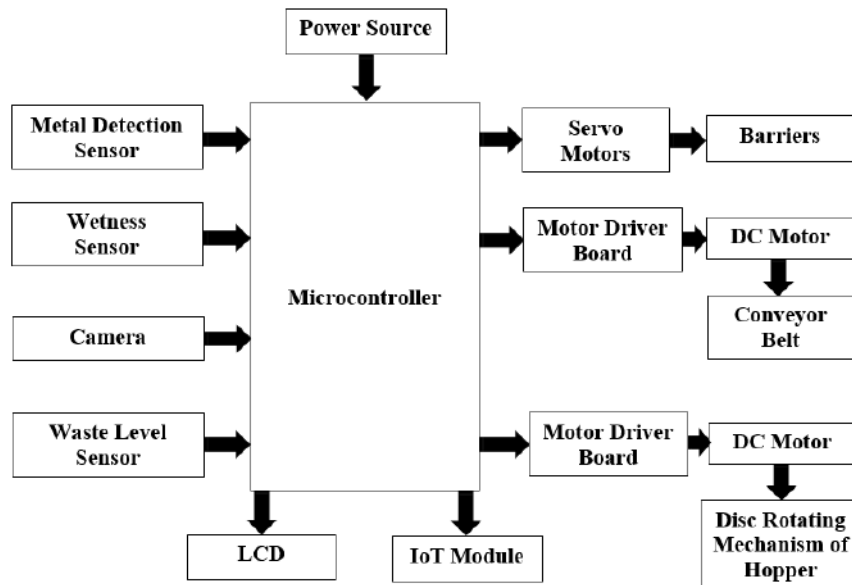 Power Source
Metal Detection
Sensor
Servo
Motors
Barriers
Wetness
Sensor
Motor Driver
Board
DC Motor
Microcontroller
Conveyor
Belt
Camera
Waste Level
Sensor
Motor Driver
Board
DC Motor
LCD
IoT Module
Disc Rotating
Mechanism of
Hopper